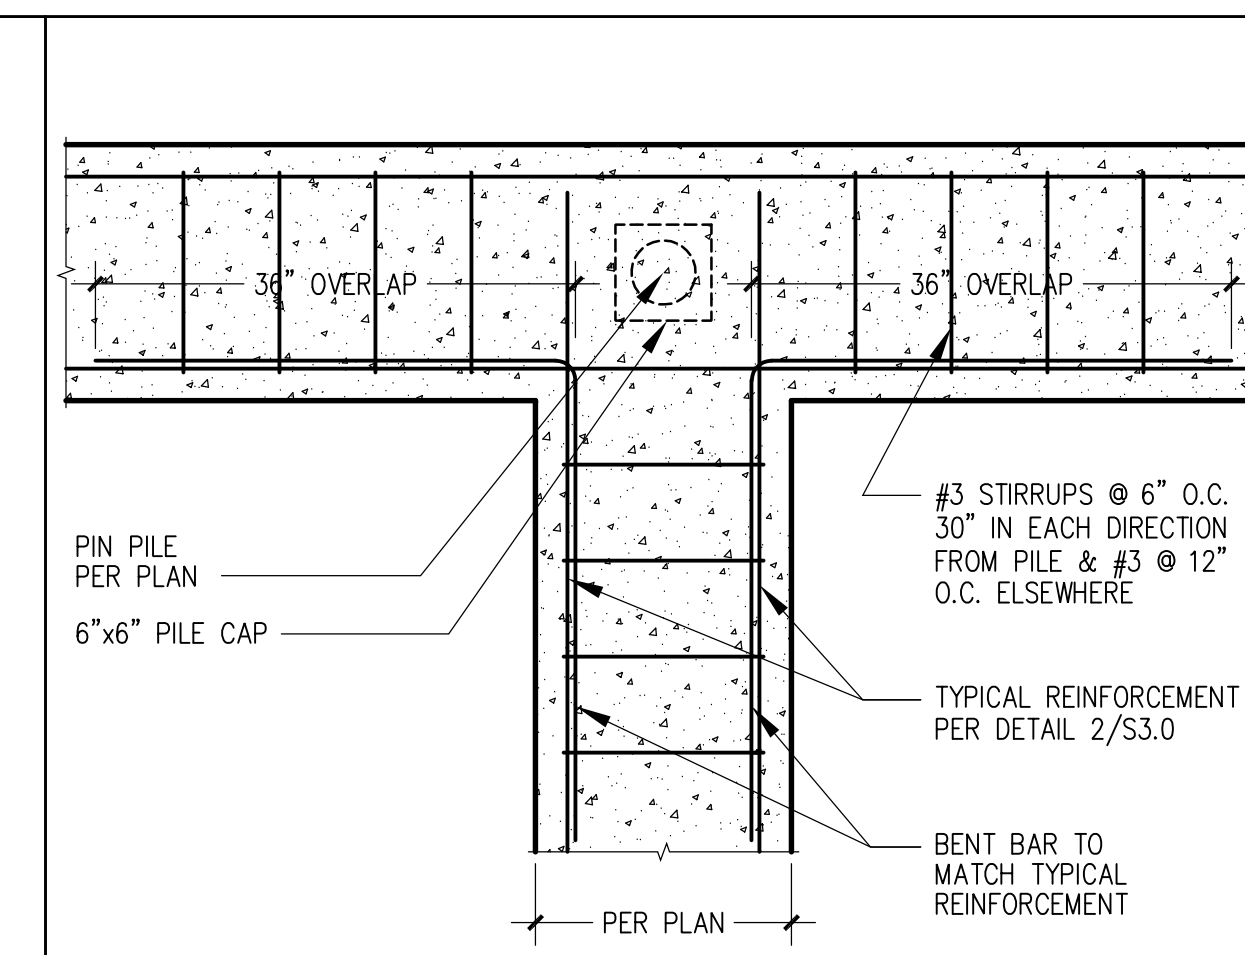 36" OVERLAP
36" OVERLAP
PIN PILE
PER PLAN
6"x6" PILE CAP
#3 STIRRUPS @ 6" O.C.
30" IN EACH DIRECTION
FROM PILE & #3 @ 12"
O.C. ELSEWHERE
TYPICAL REINFORCEMENT
PER DETAIL 2/S3.0
BENT BAR TO
MATCH TYPICAL
REINFORCEMENT
PER PLAN